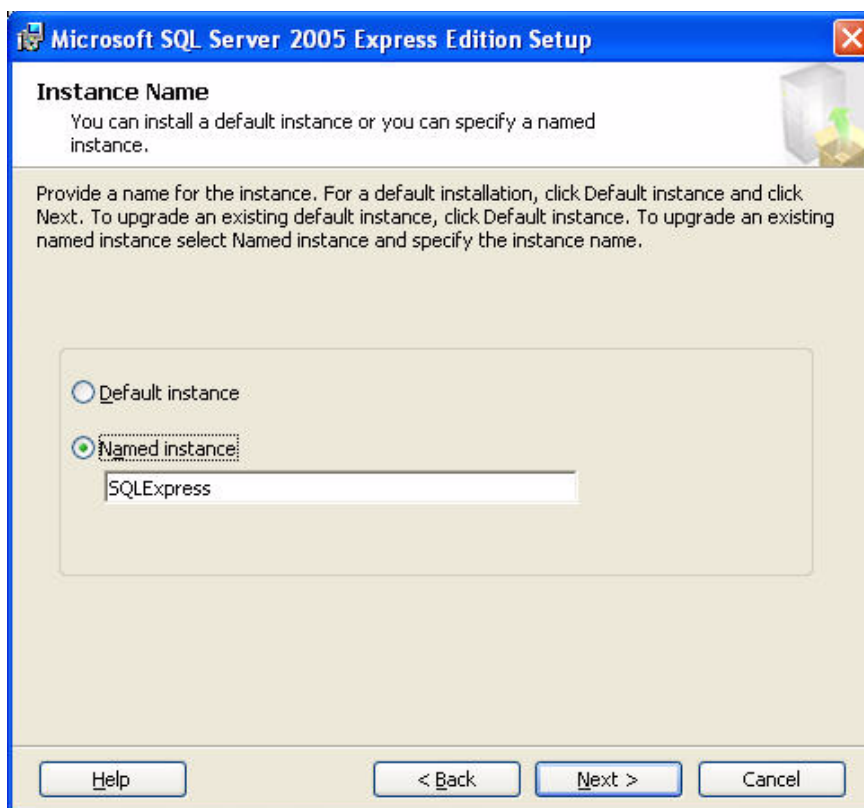 Microsoft SQL Server 2005 Express Edition Setup
Instance Name
You can install a default instance or you can specify a named
instance.
Provide a name for the instance. For a default installation, click Default instance and click
Next. To upgrade an existing default instance, click Default instance. To upgrade an existing
named instance select Named instance and specify the instance name.
Default instance
Named instance
SQLExpress
Help
< Back
Next >
Cancel